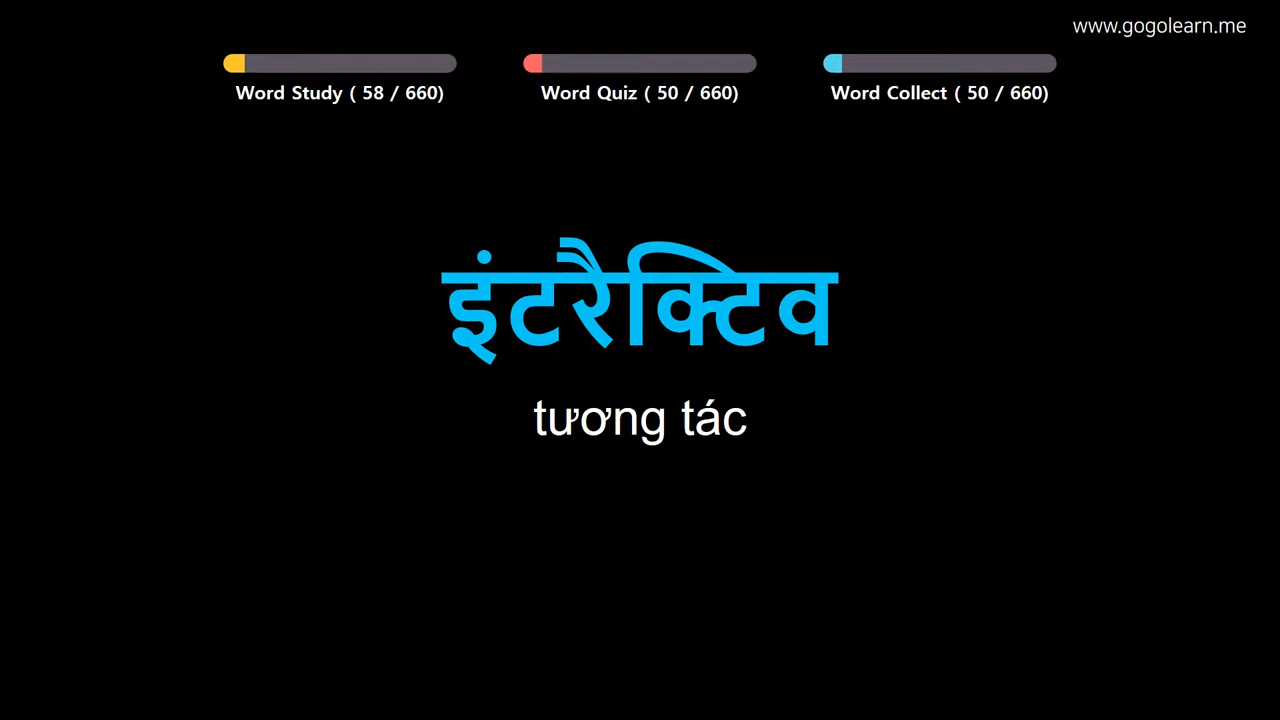 www.gogolearn.me
Word Study ( 58 / 660)
Word Quiz ( 50 / 660)
Word Collect ( 50 / 660)
इंटरैक्टिव
tương tác